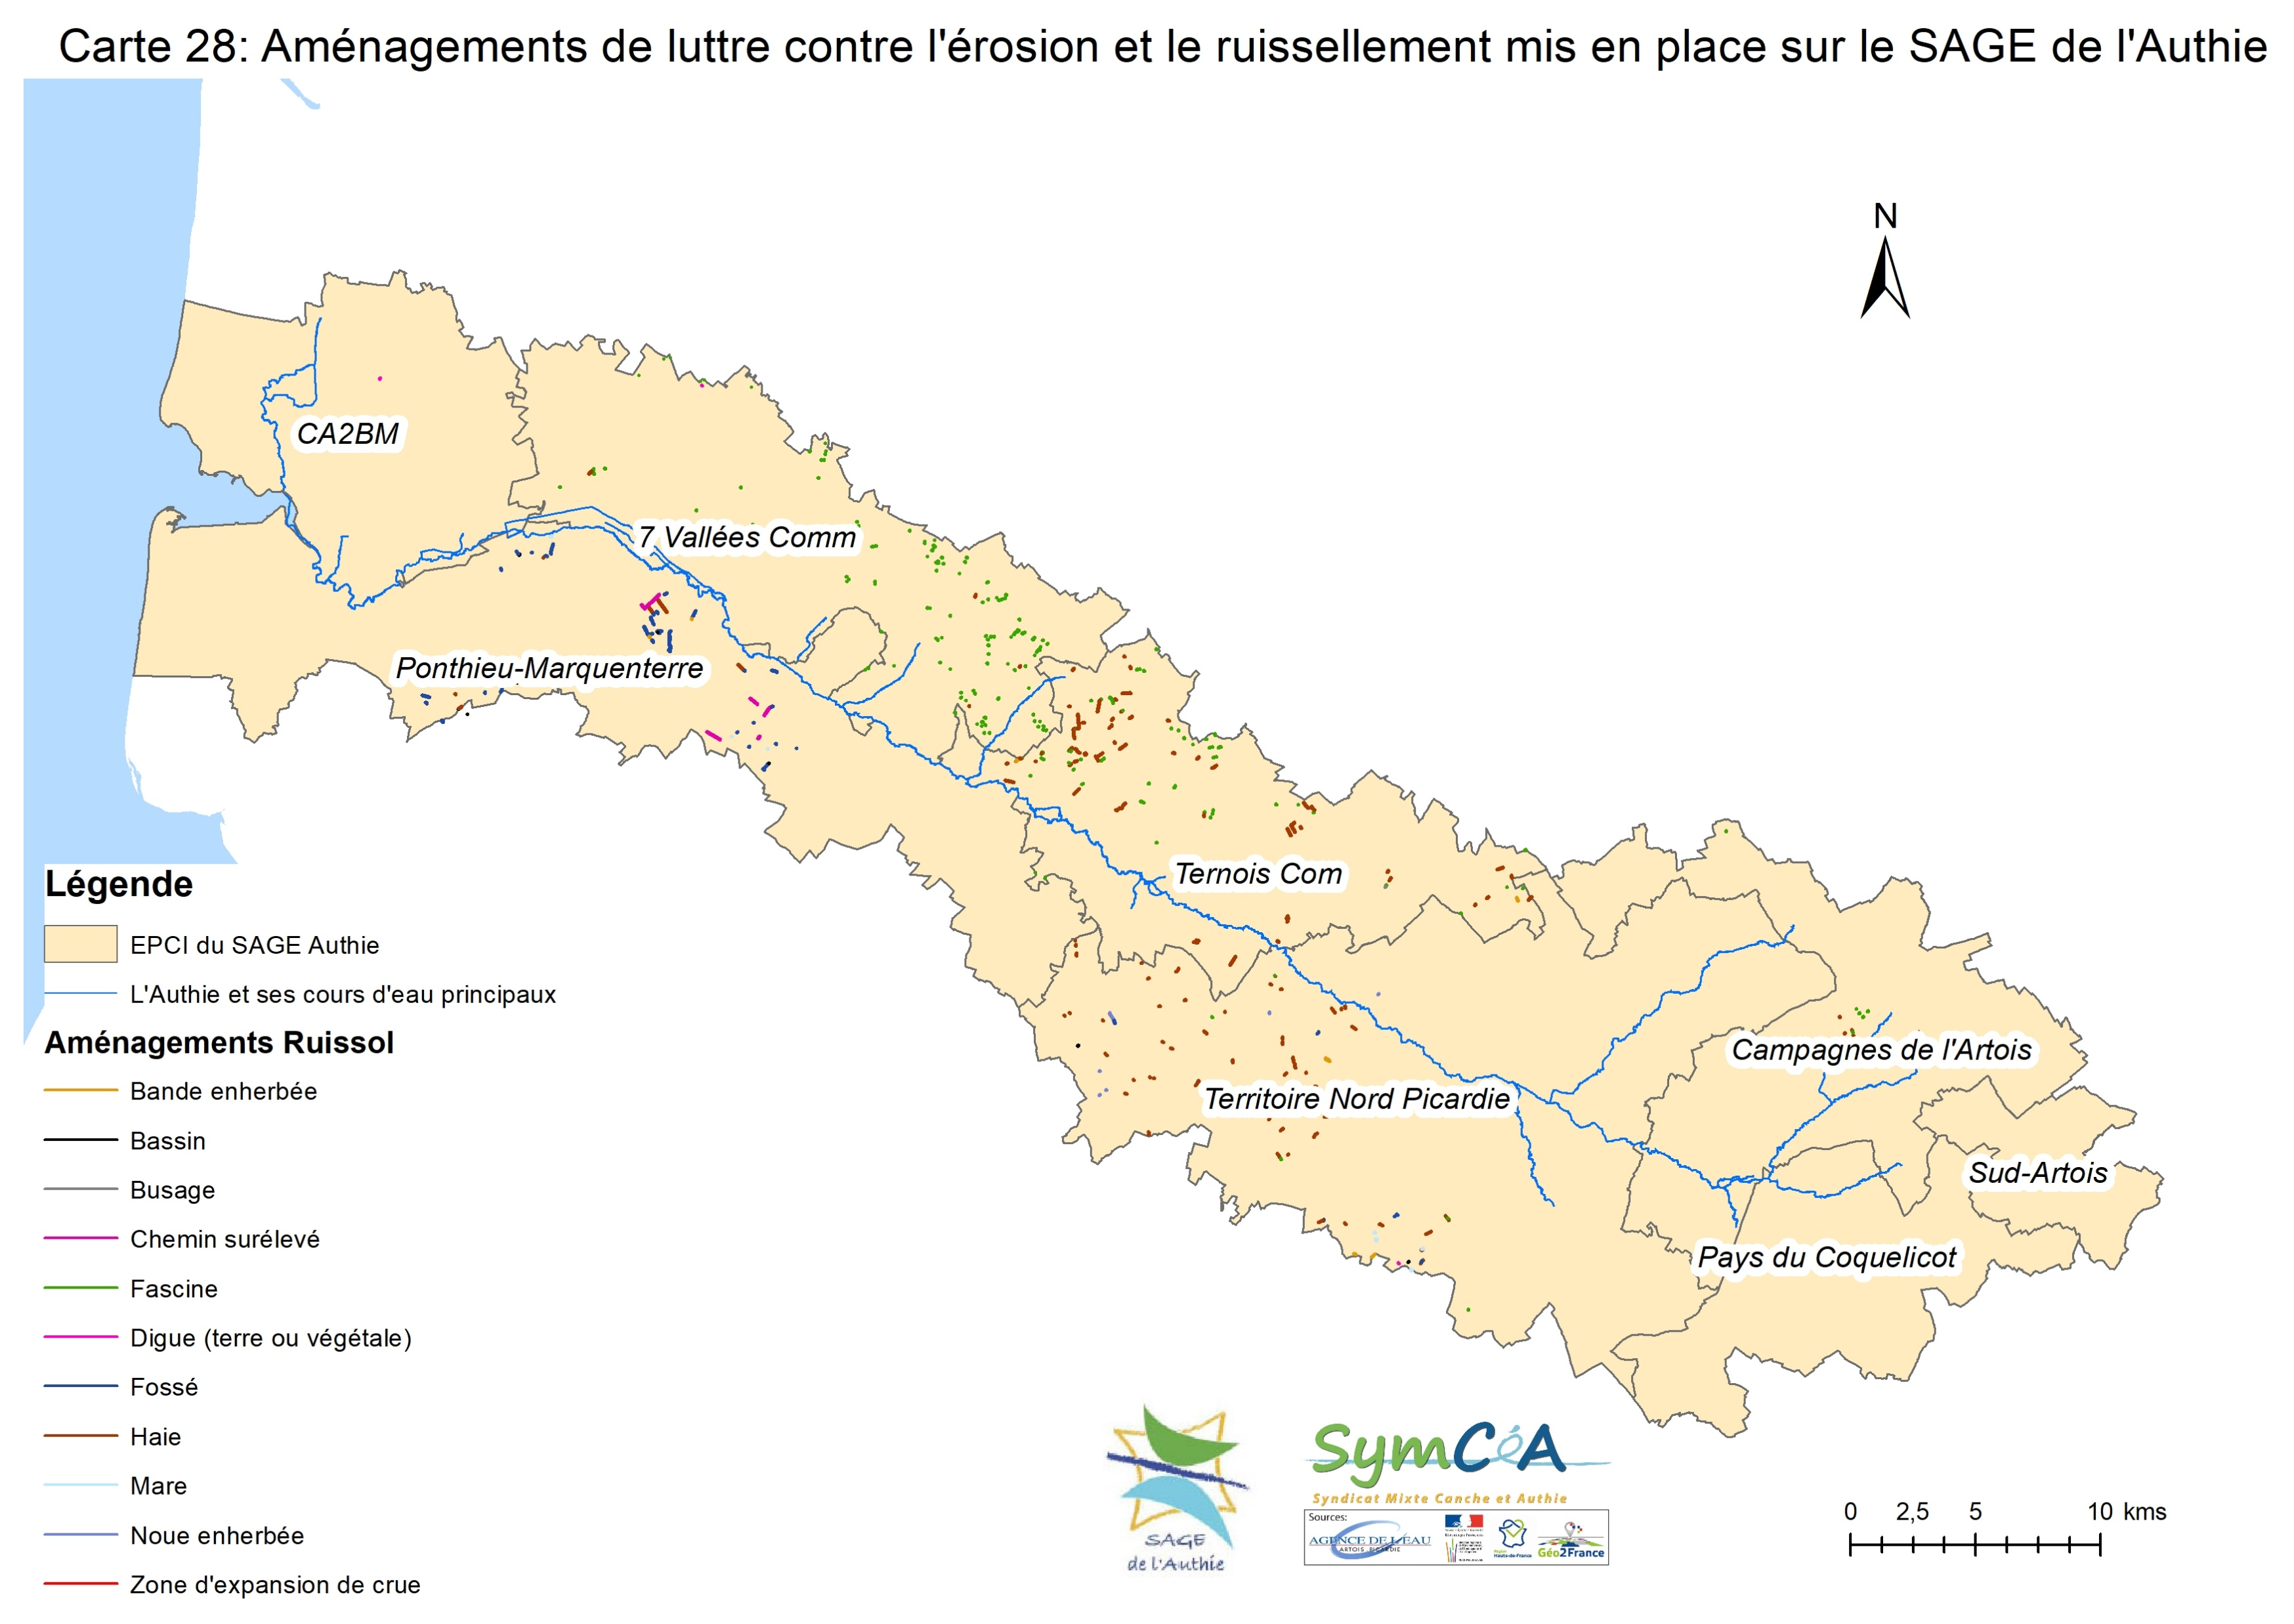 Carte 28: Aménagements de luttre contre l'érosion et le ruissellement mis en place sur le SAGE de l'Authie
N
CA2BM
7 Vallées Comm
Ponthieu-Marquenterre
Ternois Com
Campagnes de l'Artois
Territoire Nord Picardie
Sud-Artois
Pays du Coquelicot
Légende
EPCI du SAGE Authie
L'Authie et ses cours d'eau principaux
Aménagements Ruissol
Bande enherbée
Bassin
Busage
Chemin surélevé
Fascine
Digue (terre ou végétale)
Fossé
Haie
Mare
Noue enherbée
Zone d'expansion de crue
SAGE
de l'Authie
SymCéA
Syndicat Mixte Canche et Authie
Sources:
AGENCE DE L'EAU
ARTOIS PICARDIE
Hauts-de-France
Géo2France
0 2,5 5 10 kms